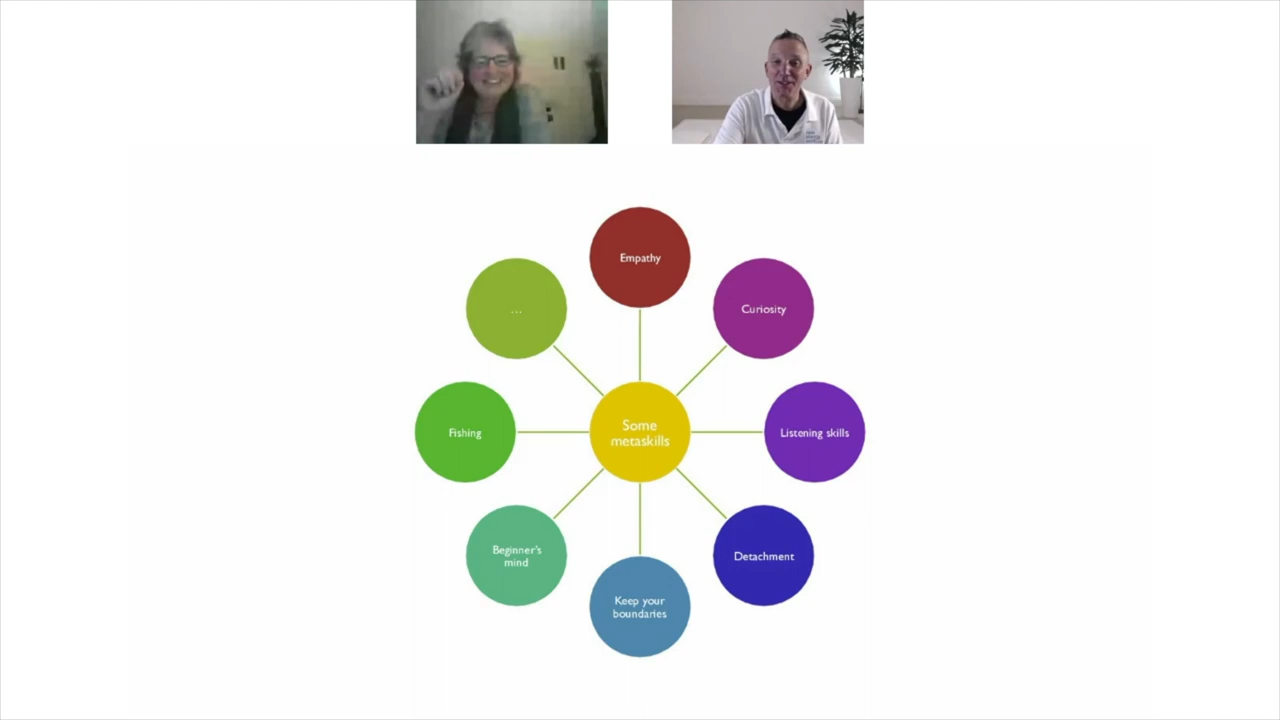 Empathy
...
Curiosity
Fishing
Some
metaskills
Listening skills
Beginner's
mind
Detachment
Keep your
boundaries